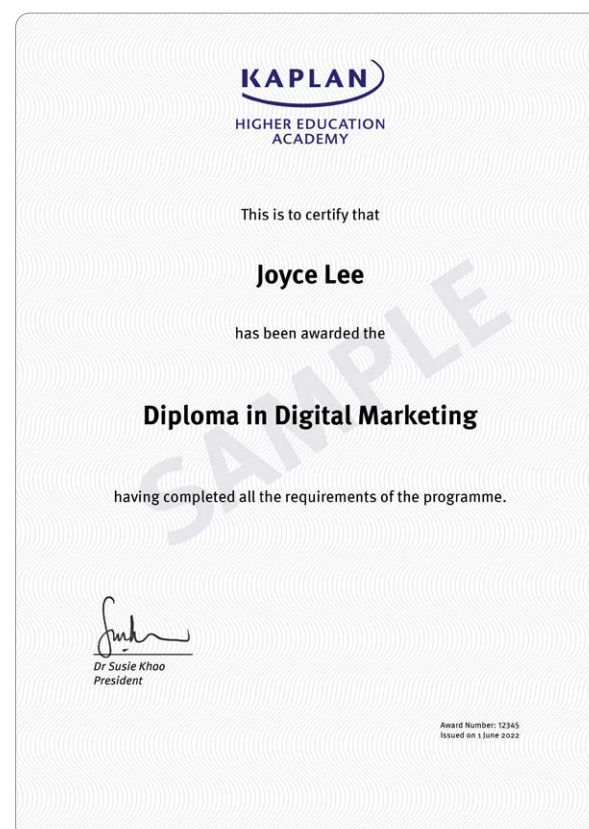 KAPLAN
HIGHER EDUCATION
ACADEMY
This is to certify that
Joyce Lee
has been awarded the
SAMPLE
Diploma in Digital Marketing
having completed all the requirements of the programme.
Dr Susie Khoo
President
Award Number: 12345
Issued on 1 June 2022